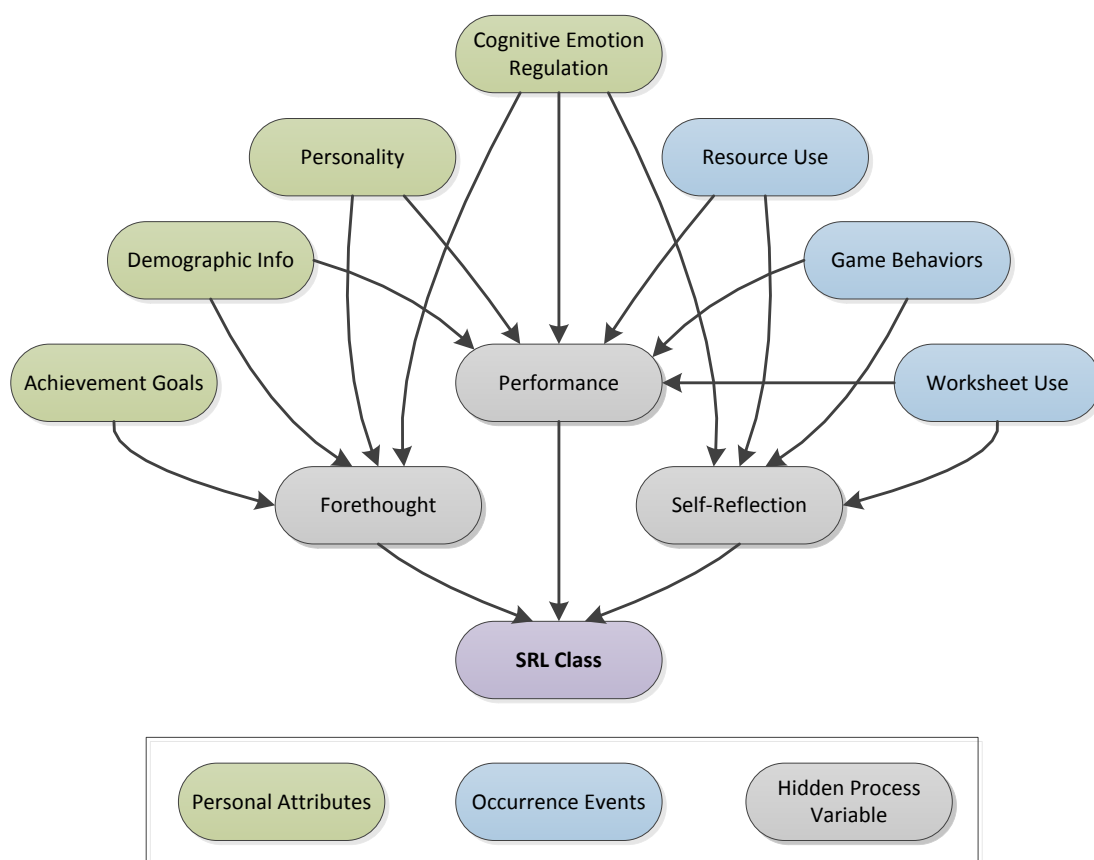 Cognitive Emotion
Regulation
Personality
Resource Use
Demographic Info
Game Behaviors
Achievement Goals
Performance
Worksheet Use
Forethought
Self-Reflection
SRL Class
Personal Attributes
Occurrence Events
Hidden Process
Variable